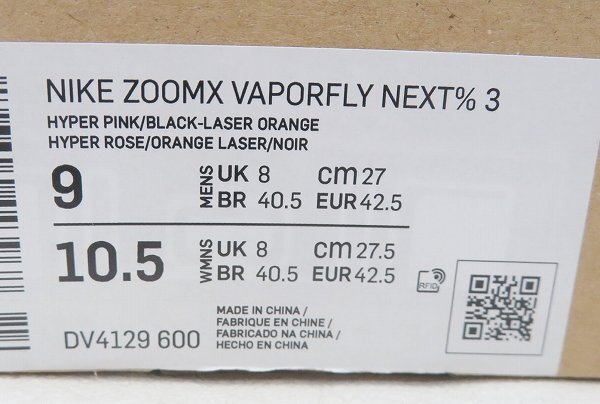 NIKE ZOOMX VAPORFLY NEXT% 3
HYPER PINK/BLACK-LASER ORANGE
HYPER ROSE/ORANGE LASER/NOIR
9 MENS UK 8 cm 27
BR 40.5 EUR 42.5
10.5 WMNS UK 8 cm 27.5
BR 40.5 EUR 42.5
RFID
DV4129 600
MADE IN CHINA /
FABRIQUE EN CHINE /
FABRICADO NA CHINA /
HECHO EN CHINA